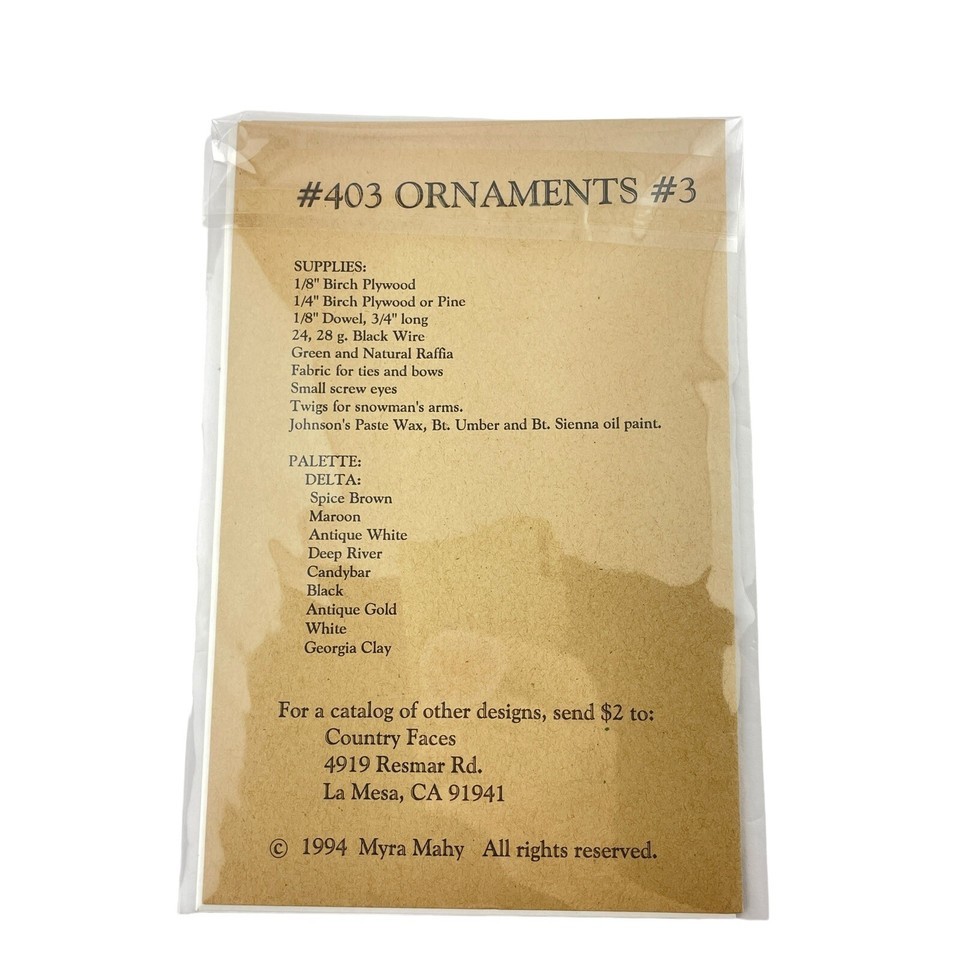 #403 ORNAMENTS #3
SUPPLIES:
1/8" Birch Plywood
1/4" Birch Plywood or Pine
1/8" Dowel, 3/4" long
24, 28 g. Black Wire
Green and Natural Raffia
Fabric for ties and bows
Small screw eyes
Twigs for snowman's arms.
Johnson's Paste Wax, Bt. Umber and Bt. Sienna oil paint.
PALETTE:
DELTA:
Spice Brown
Maroon
Antique White
Deep River
Candybar
Black
Antique Gold
White
Georgia Clay
For a catalog of other designs, send $2 to:
Country Faces
4919 Resmar Rd.
La Mesa, CA 91941
© 1994 Myra Mahy All rights reserved.